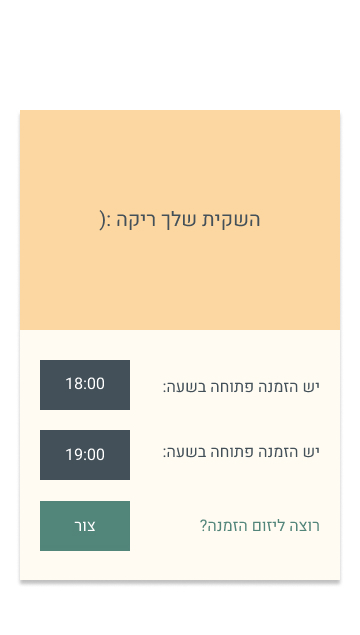 השקית שלך ריקה :(
יש הזמנה פתוחה בשעה:
18:00
יש הזמנה פתוחה בשעה:
19:00
רוצה ליזום הזמנה?
צור